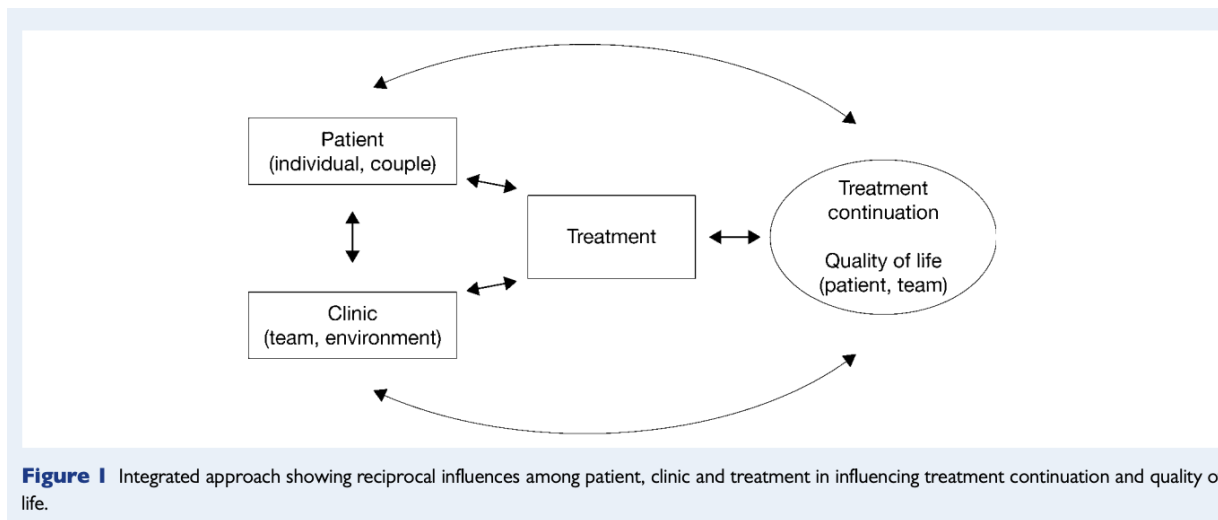 Patient
(individual, couple)
Treatment
Clinic
(team, environment)
Treatment
continuation
Quality of life
(patient, team)
Figure 1 Integrated approach showing reciprocal influences among patient, clinic and treatment in influencing treatment continuation and quality o
life.